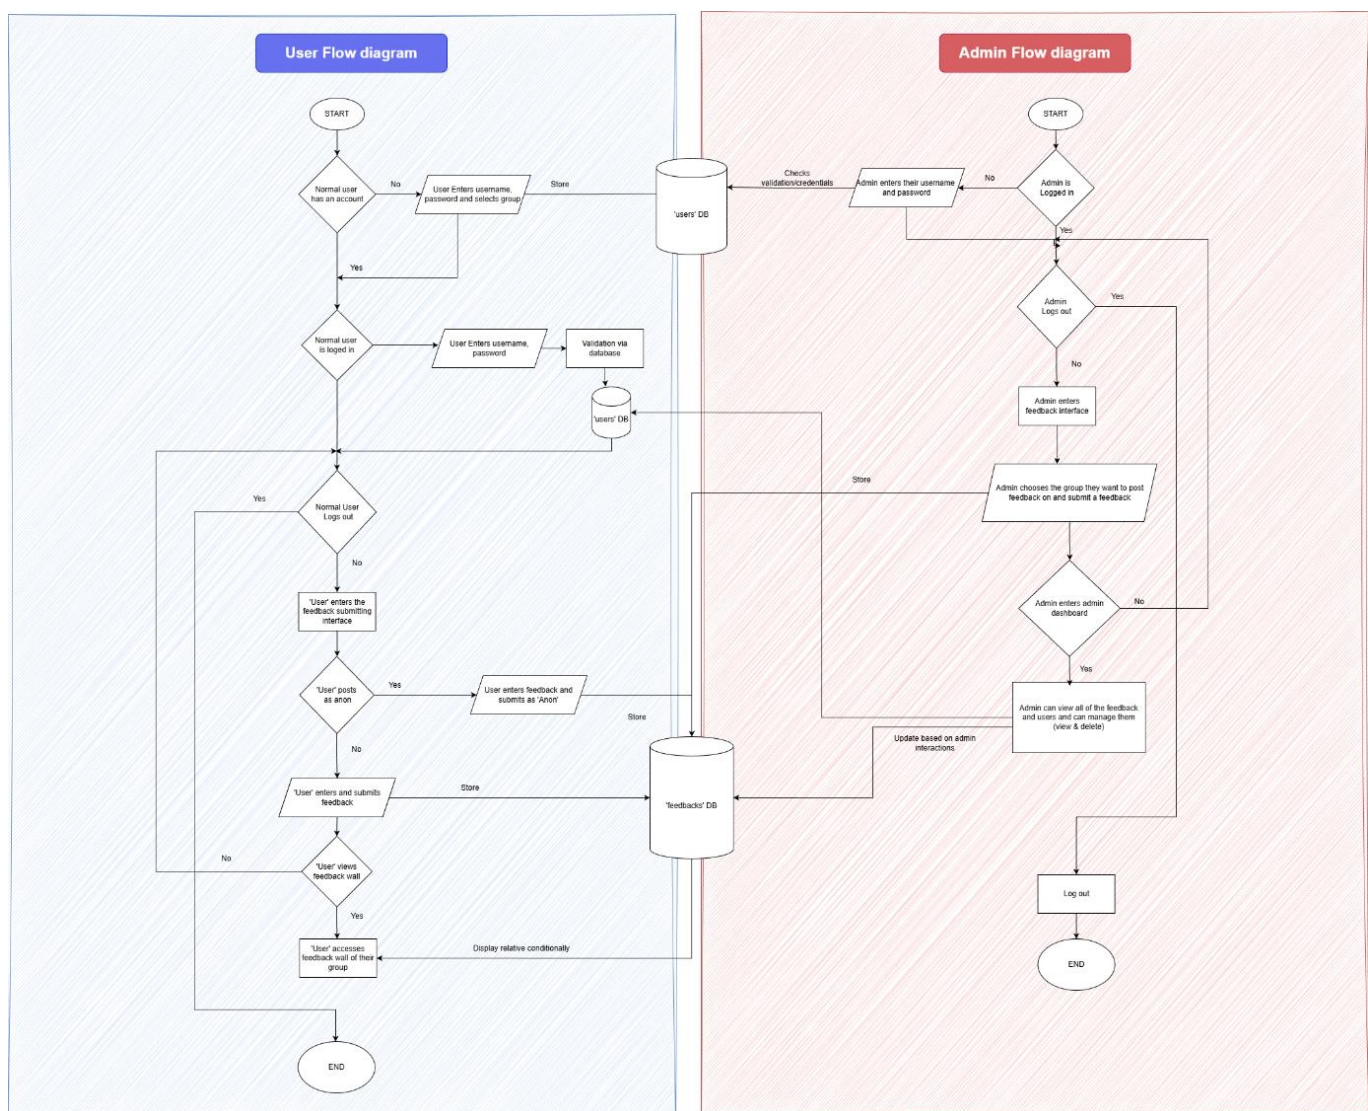 User Flow diagram
START
Normal user
has an account
No
User Enters username,
password and selects group
Store
'users' DB
Yes
Normal user
is loged in
User Enters username,
password
Validation via
database
'users' DB
Yes
Normal User
Logs out
No
'User' enters the
feedback submitting
interface
'User' posts
as anon
Yes
User enters feedback and
submits as 'Anon'
Store
No
'User' enters and submits
feedback
Store
'feedbacks' DB
'User' views
feedback wall
No
Yes
'User' accesses
feedback wall of their
group
Display relative conditionally
END
Admin Flow diagram
START
Admin is
Logged in
No
Admin enters their username
and password
Checks
validation/credentials
Yes
Admin
Logs out
Yes
No
Admin enters
feedback interface
Admin chooses the group they want to post
feedback on and submit a feedback
Store
Admin enters admin
dashboard
No
Yes
Admin can view all of the feedback
and users and can manage them
(view & delete)
Update based on admin
interactions
Log out
END